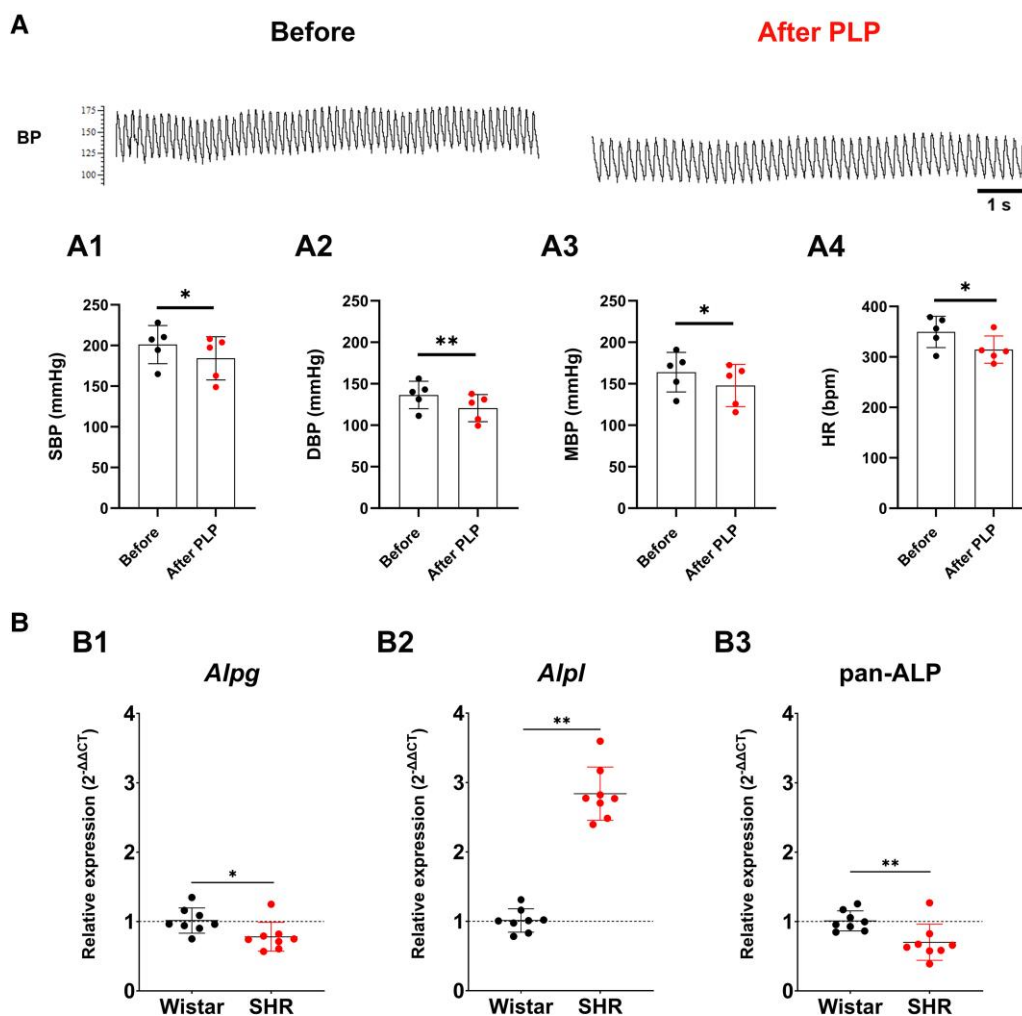 A
Before
After PLP
BP
175
150
125
100
1 s
A1
A2
A3
A4
SBP (mmHg)
250
200
150
100
50
0
*
Before
After PLP
DBP (mmHg)
250
200
150
100
50
0
**
Before
After PLP
MBP (mmHg)
250
200
150
100
50
0
*
Before
After PLP
HR (bpm)
400
300
200
100
0
*
Before
After PLP
B
B1
B2
B3
Alpg
Alpl
pan-ALP
Relative expression (2-ΔΔCT)
4
3
2
1
0
*
Wistar
SHR
Relative expression (2-ΔΔCT)
4
3
2
1
0
**
Wistar
SHR
Relative expression (2-ΔΔCT)
4
3
2
1
0
**
Wistar
SHR